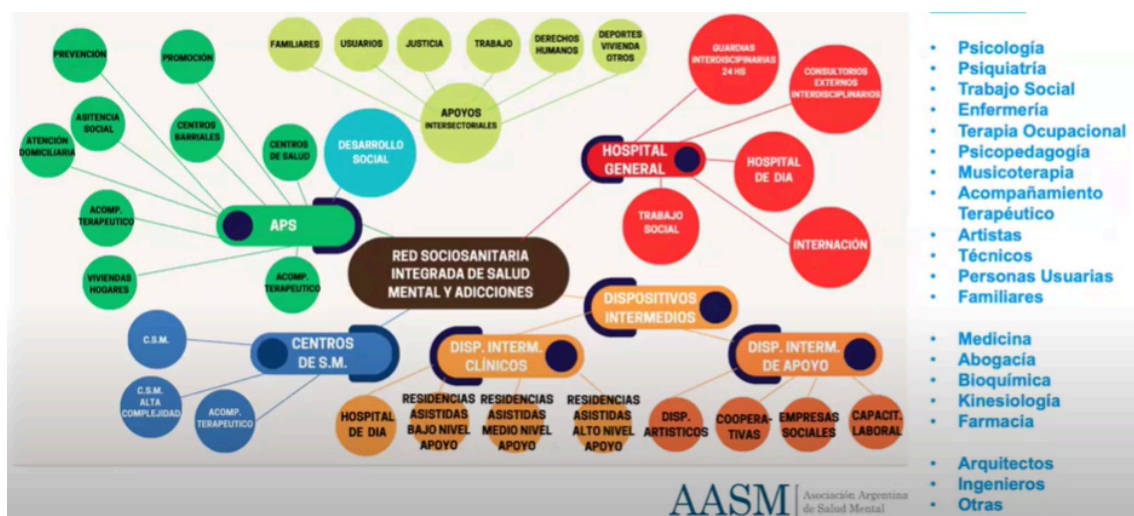 PREVENCIÓN
PROMOCIÓN
ASITENCIA
SOCIAL
CENTROS
BARRIALES
ATENCIÓN
DOMICILIARIA
CENTROS
DE SALUD
ACOMP.
TERAPEUTICO
VIVIENDAS
HOGARES
ACOMP.
TERAPEUTICO
APS
DESARROLLO
SOCIAL
FAMILIARES
USUARIOS
JUSTICIA
TRABAJO
DERECHOS
HUMANOS
DEPORTES
VIVIENDA
OTROS
APOYOS
INTERSECTORIALES
GUARDIAS
INTERDISCIPLINARIAS
24 HS
CONSULTORIOS
EXTERNOS
INTERDISCIPLINARIOS
HOSPITAL
GENERAL
HOSPITAL
DE DIA
TRABAJO
SOCIAL
INTERNACIÓN
RED SOCIOSANITARIA
INTEGRADA DE SALUD
MENTAL Y ADICCIONES
DISPOSITIVOS
INTERMEDIOS
CENTROS
DE S.M.
C.S.M.
C.S.M.
ALTA
COMPLEJIDAD
ACOMP.
TERAPEUTICO
DISP. INTERM.
CLÍNICOS
HOSPITAL
DE DIA
RESIDENCIAS
ASISTIDAS
BAJO NIVEL
APOYO
RESIDENCIAS
ASISTIDAS
MEDIO NIVEL
APOYO
RESIDENCIAS
ASISTIDAS
ALTO NIVEL
APOYO
DISP. INTERM.
DE APOYO
DISP.
ARTISTICOS
COOPERA-
TIVAS
EMPRESAS
SOCIALES
CAPACIT.
LABORAL
• Psicología
• Psiquiatría
• Trabajo Social
• Enfermería
• Terapia Ocupacional
• Psicopedagogía
• Musicoterapia
• Acompañamiento
Terapéutico
• Artistas
• Técnicos
• Personas Usuarias
• Familiares
• Medicina
• Abogacía
• Bioquímica
• Kinesiología
• Farmacia
• Arquitectos
• Ingenieros
• Otras
AASM
Asociación Argentina
de Salud Mental